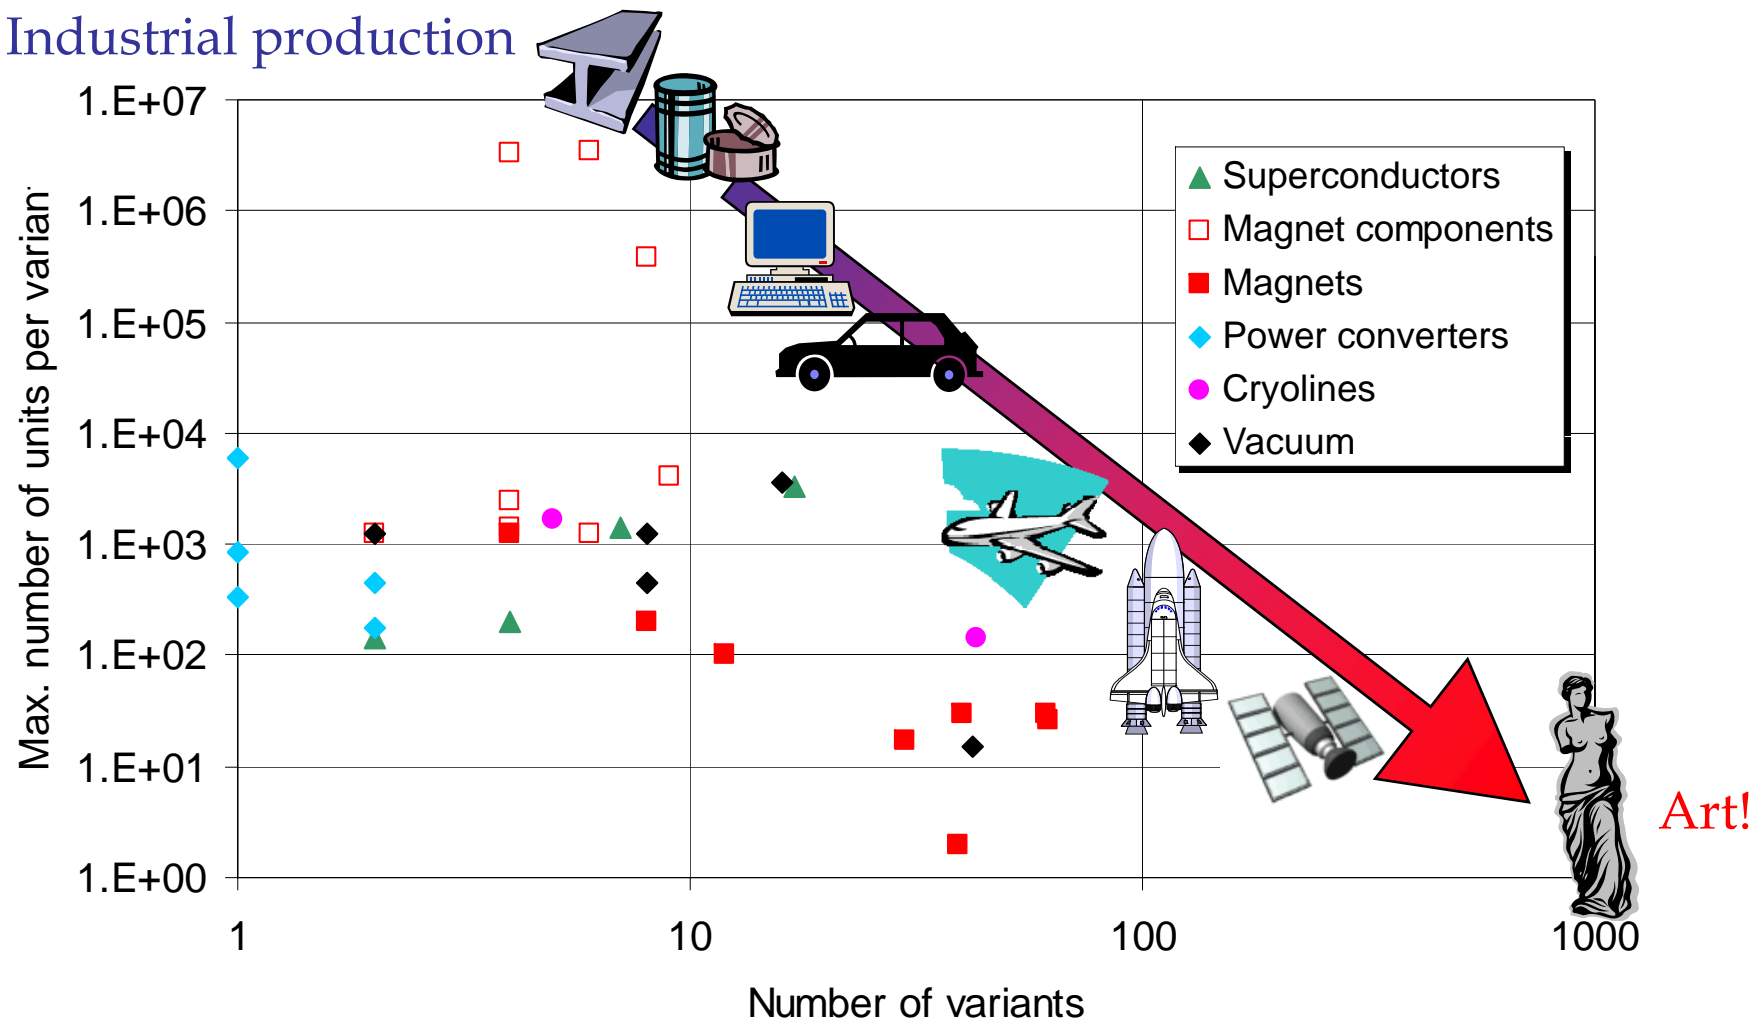 Industrial production
1.E+07
1.E+06
1.E+05
1.E+04
1.E+03
1.E+02
1.E+01
1.E+00
Max. number of units per varian
Superconductors
Magnet components
Magnets
Power converters
Cryolines
Vacuum
Art!
1
10
100
1000
Number of variants